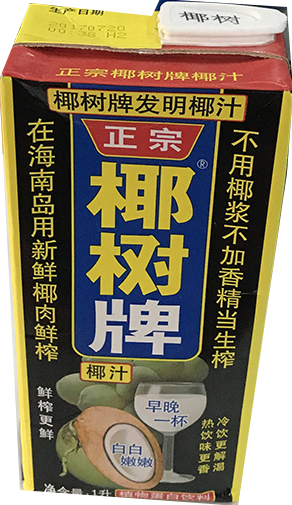 椰树
生产日期
20170720
正宗椰树牌椰汁
椰树牌发明椰汁
正宗
椰树牌
®
椰汁
不用椰浆不加香精当生榨
在海南岛用新鲜椰肉鲜榨
鲜榨更鲜
早晚
一杯
白白
嫩嫩
冷饮更解渴
热饮味更香
净含量:1升
植物蛋白饮料